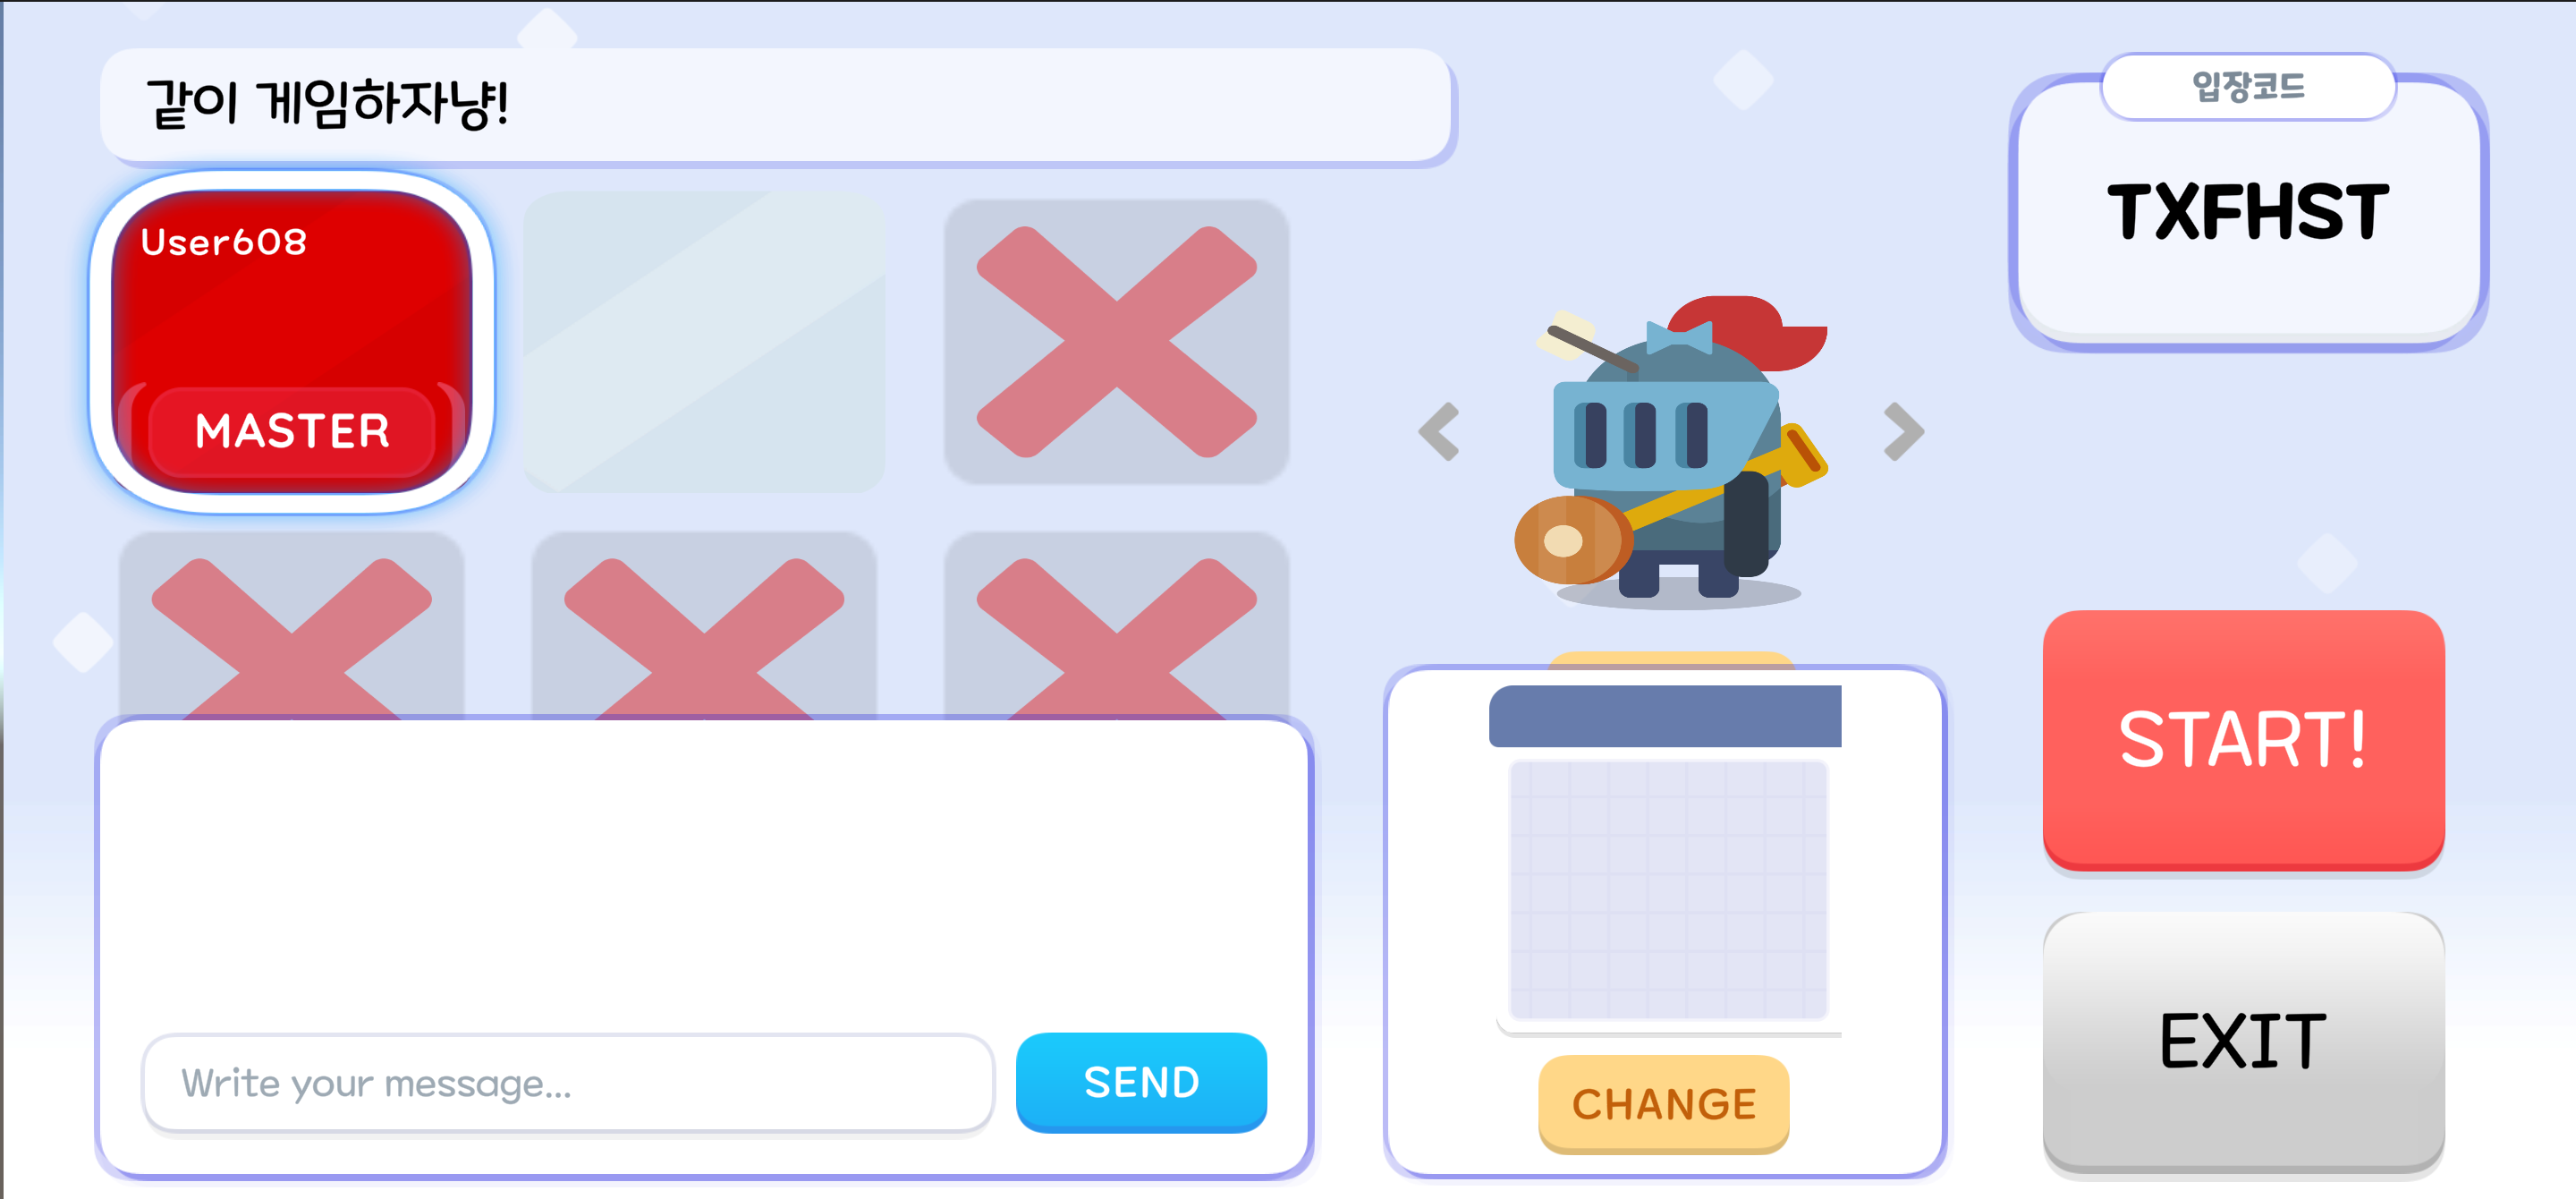 같이 게임하자냥!
입장코드
TXFHST
User608
MASTER
START!
Write your message...
SEND
CHANGE
EXIT